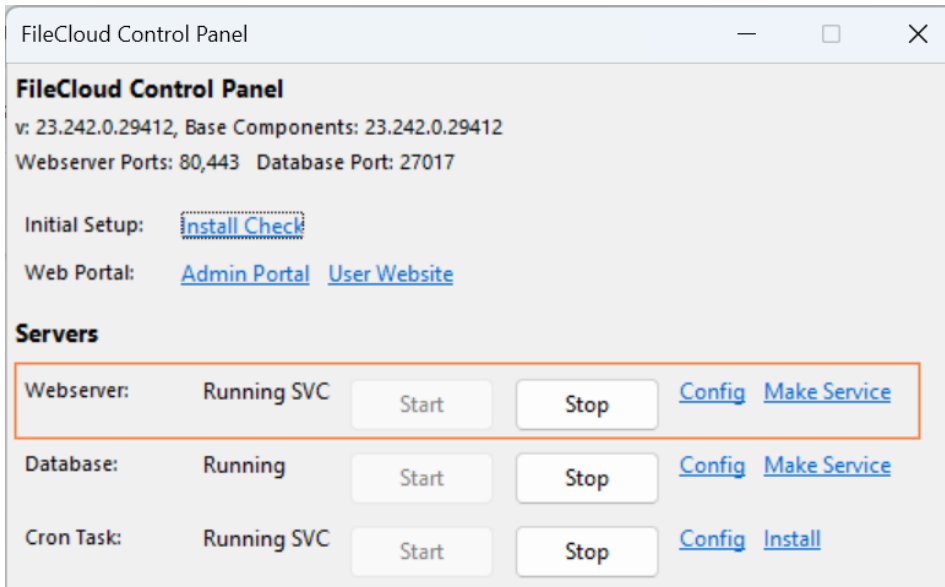 FileCloud Control Panel
FileCloud Control Panel
v: 23.242.0.29412, Base Components: 23.242.0.29412
Webserver Ports: 80,443 Database Port: 27017
Initial Setup: Install Check
Web Portal: Admin Portal User Website
Servers
Webserver: Running SVC Start Stop Config Make Service
Database: Running Start Stop Config Make Service
Cron Task: Running SVC Start Stop Config Install